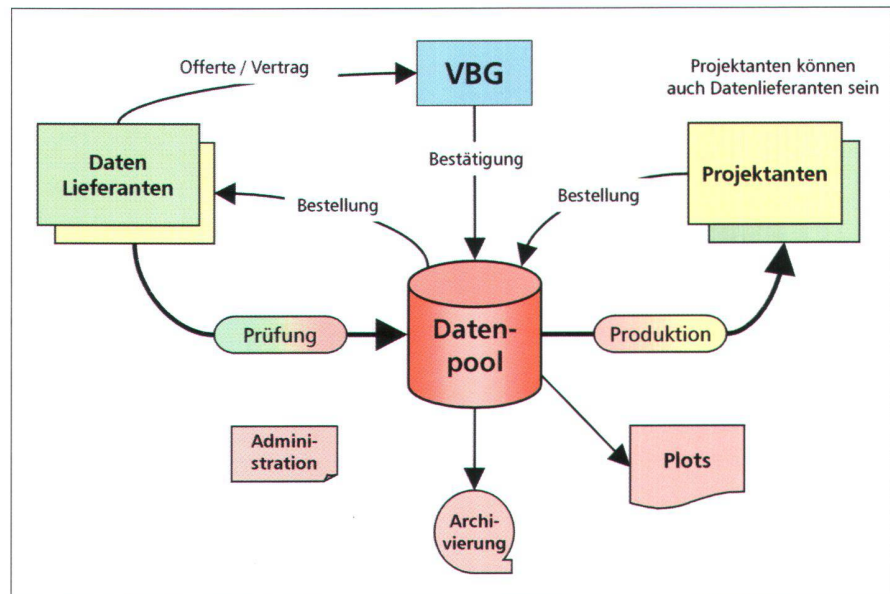 Offerte / Vertrag
VBG
Projektanten können
auch Datenlieferanten sein
Daten
Lieferanten
Bestätigung
Projektanten
Bestellung
Bestellung
Prüfung
Daten-
pool
Produktion
Admini-
stration
Plots
Archi-
vierung